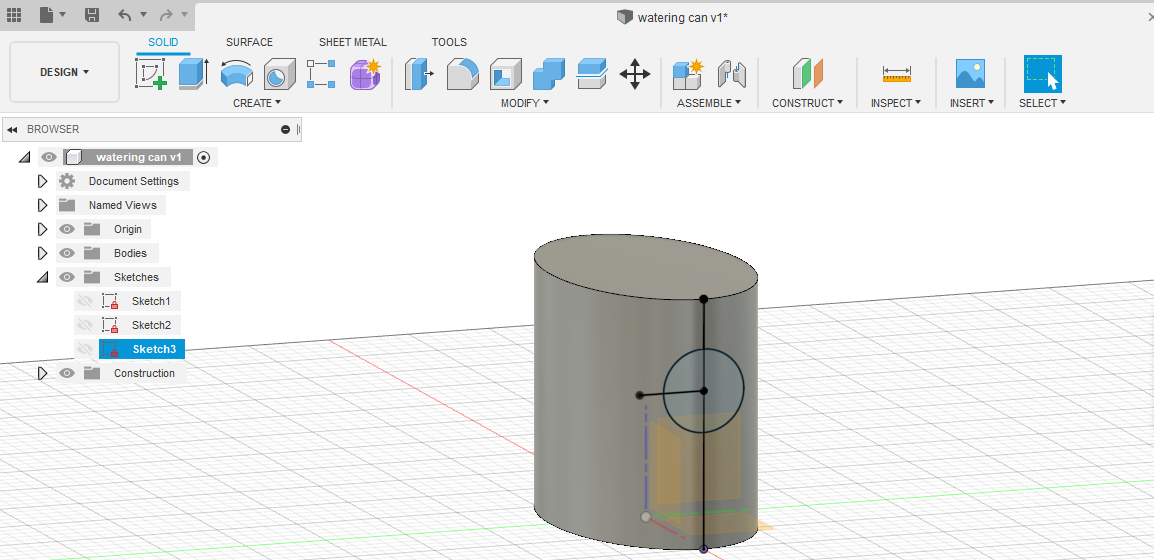 watering can v1*
SOLID SURFACE SHEET METAL TOOLS
DESIGN
CREATE MODIFY ASSEMBLE CONSTRUCT INSPECT INSERT SELECT
BROWSER
watering can v1
Document Settings
Named Views
Origin
Bodies
Sketches
Sketch1
Sketch2
Sketch3
Construction